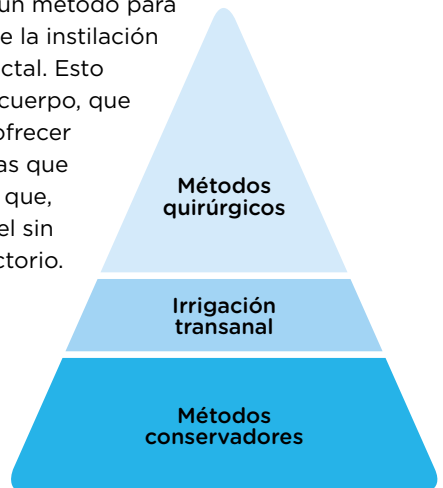 un método para
e la instilación
ctal. Esto
cuerpo, que
ofrecer
as que
que,
el sin
ctorio.
Métodos
quirúrgicos
Irrigación
transanal
Métodos
conservadores